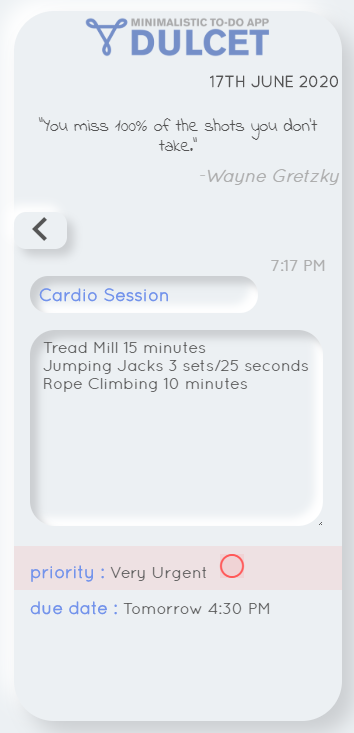 MINIMALISTIC TO-DO APP
DULCET
17TH JUNE 2020
"You miss 100% of the shots you don't
take."
-Wayne Gretzky
7:17 PM
Cardio Session
Tread Mill 15 minutes
Jumping Jacks 3 sets/25 seconds
Rope Climbing 10 minutes
priority : Very Urgent
due date : Tomorrow 4:30 PM